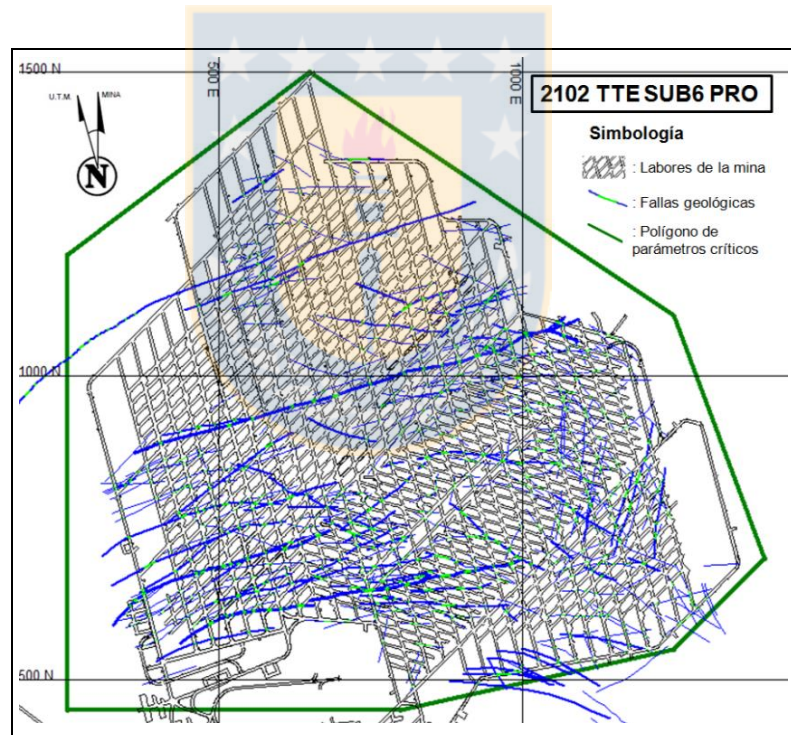 1500 N
500 E
1000 E
2102 TTE SUB6 PRO
U.T.M.
MINA
N
Simbología
: Labores de la mina
: Fallas geológicas
: Polígono de
parámetros críticos
1000 N
500 N